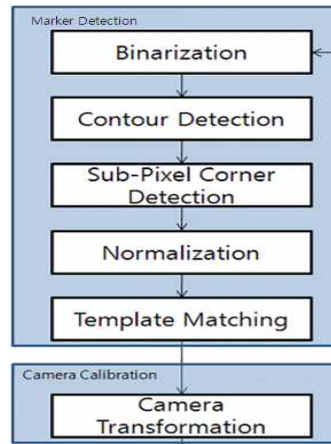 Marker Detection
Binarization
Contour Detection
Sub-Pixel Corner
Detection
Normalization
Template Matching
Camera Calibration
Camera
Transformation